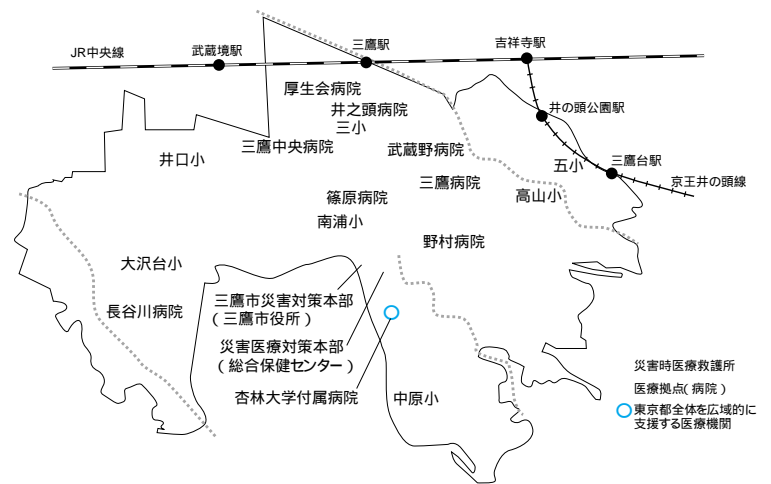 吉祥寺駅
三鷹駅
武蔵境駅
JR中央線
厚生会病院
井之頭病院
井の頭公園駅
三小
三鷹中央病院
武蔵野病院
井口小
五小
三鷹台駅
京王井の頭線
三鷹病院
高山小
篠原病院
南浦小
野村病院
大沢台小
長谷川病院
三鷹市災害対策本部
(三鷹市役所)
災害医療対策本部
(総合保健センター)
杏林大学付属病院
中原小
災害時医療救護所
医療拠点(病院)
東京都全体を広域的に
支援する医療機関